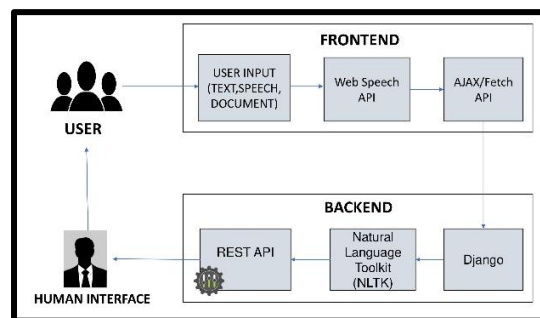 FRONTEND
USER INPUT
(TEXT,SPEECH,
DOCUMENT)
Web Speech
API
AJAX/Fetch
API
USER
BACKEND
REST API
Natural
Language
Toolkit
(NLTK)
Django
HUMAN INTERFACE